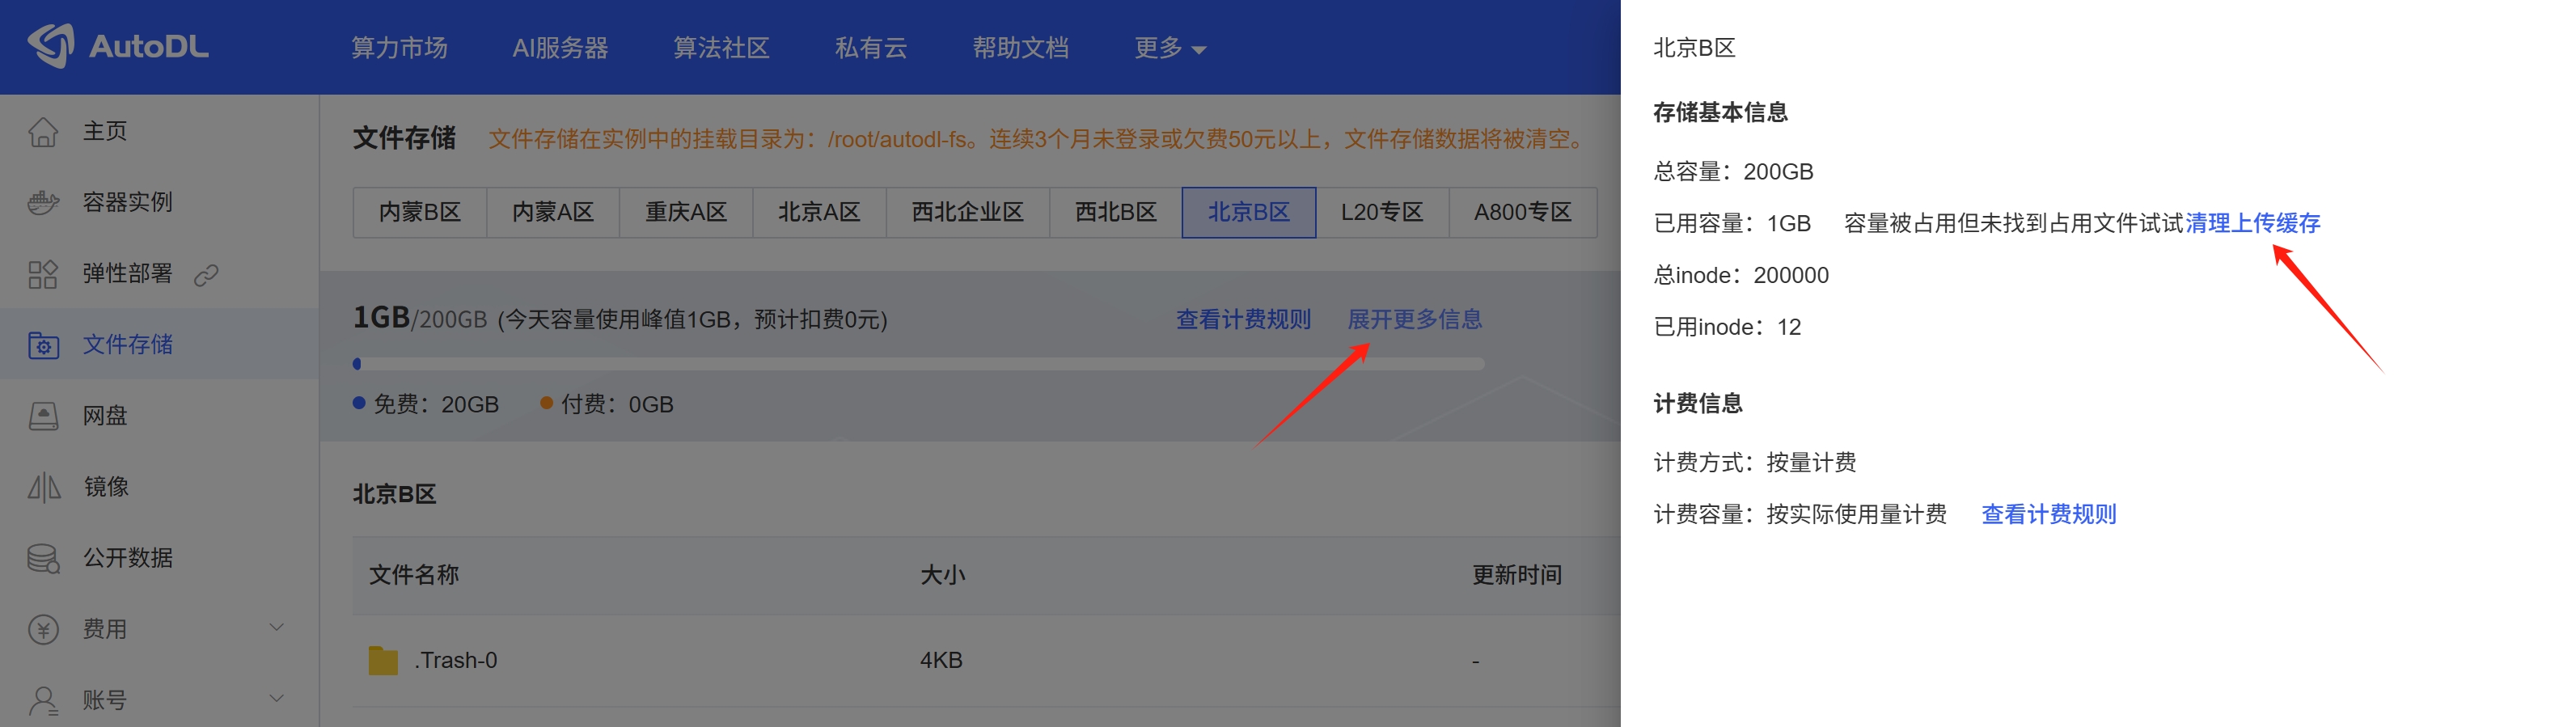 AutoDL
算力市场
AI服务器
算法社区
私有云
帮助文档
更多
主页
容器实例
弹性部署
文件存储
网盘
镜像
公开数据
费用
账号
文件存储 文件存储在实例中的挂载目录为：/root/autodl-fs。连续3个月未登录或欠费50元以上，文件存储数据将被清空。
内蒙B区
内蒙A区
重庆A区
北京A区
西北企业区
西北B区
北京B区
L20专区
A800专区
1GB/200GB (今天容量使用峰值1GB，预计扣费0元)
查看计费规则
展开更多信息
免费：20GB
付费：0GB
北京B区
文件名称
大小
更新时间
.Trash-0
4KB
-
北京B区
存储基本信息
总容量：200GB
已用容量：1GB 容量被占用但未找到占用文件试试清理上传缓存
总inode：200000
已用inode：12
计费信息
计费方式：按量计费
计费容量：按实际使用量计费 查看计费规则